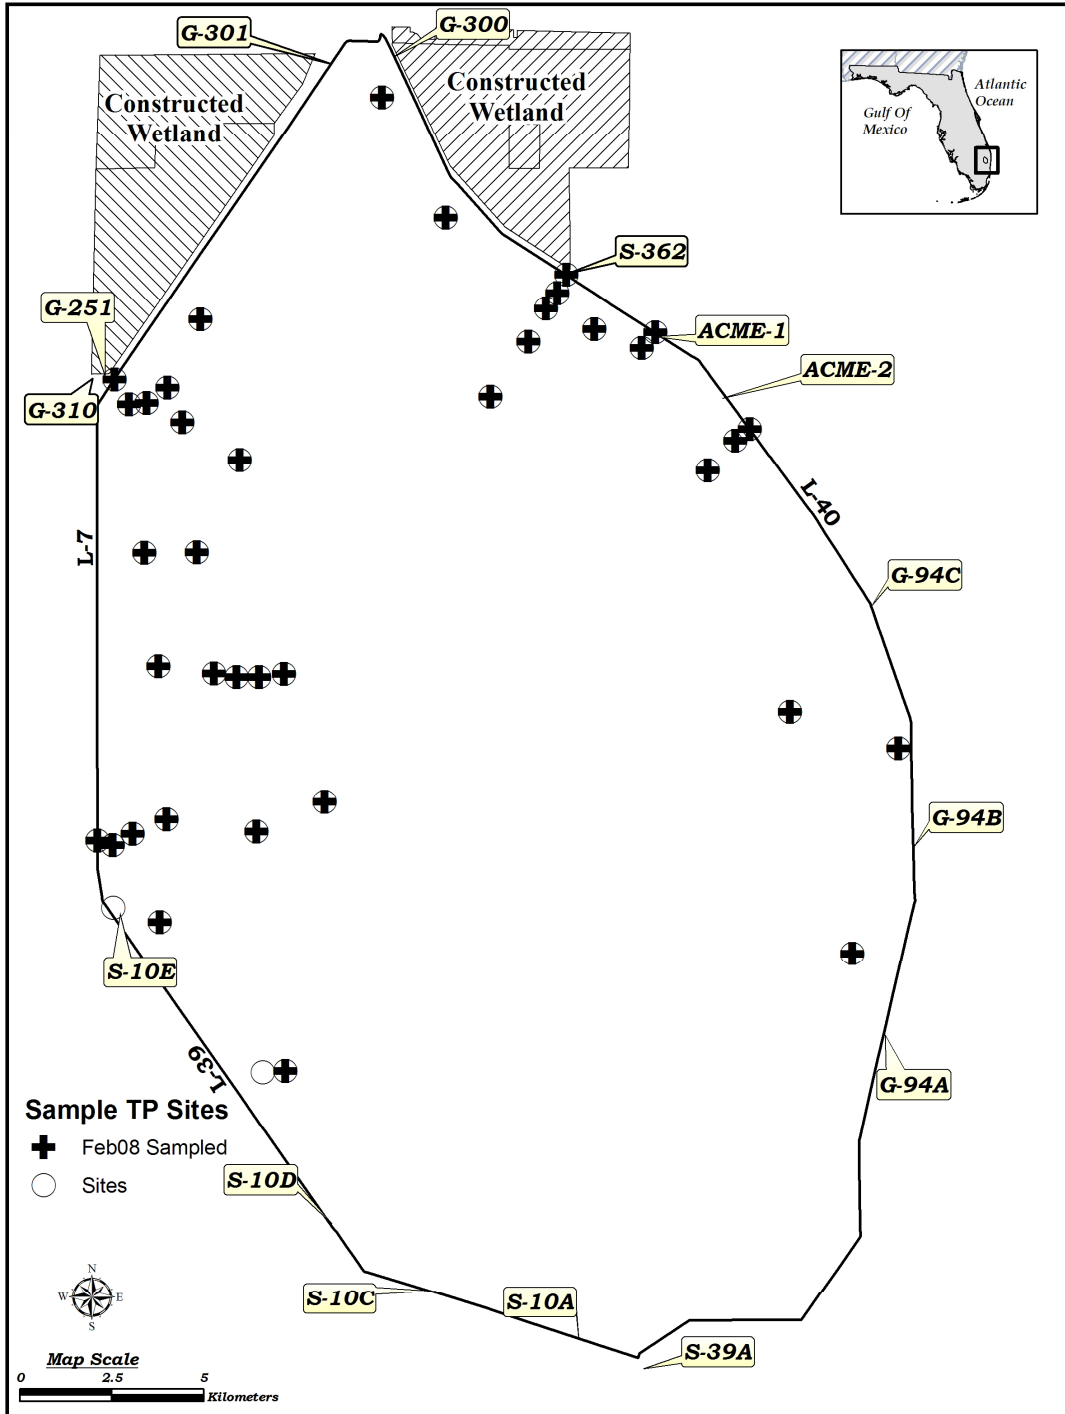 G-301
G-300
Constructed
Wetland
Constructed
Wetland
Atlantic
Ocean
Gulf Of
Mexico
S-362
G-251
ACME-1
ACME-2
G-310
L-40
L-7
G-94C
G-94B
S-10E
L-39
G-94A
Sample TP Sites
Feb08 Sampled
Sites
S-10D
N
W
E
S
S-10C
S-10A
S-39A
Map Scale
0 2.5 5
Kilometers